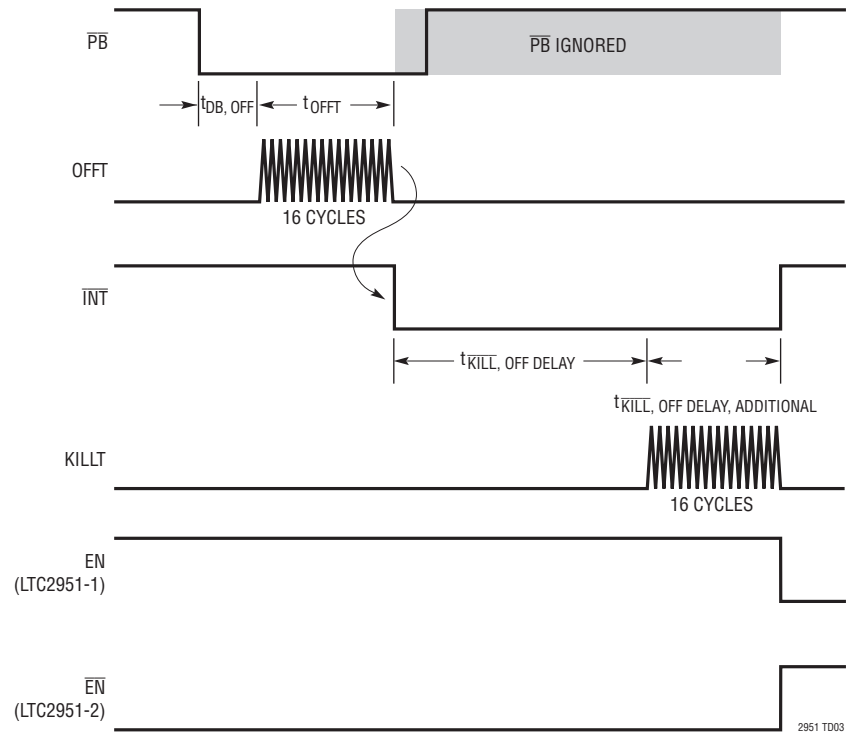 PB
PB IGNORED
tDB, OFF
tOFFT
OFFT
16 CYCLES
INT
tKILL, OFF DELAY
tKILL, OFF DELAY, ADDITIONAL
KILLT
16 CYCLES
EN
(LTC2951-1)
EN
(LTC2951-2)
2951 TD03